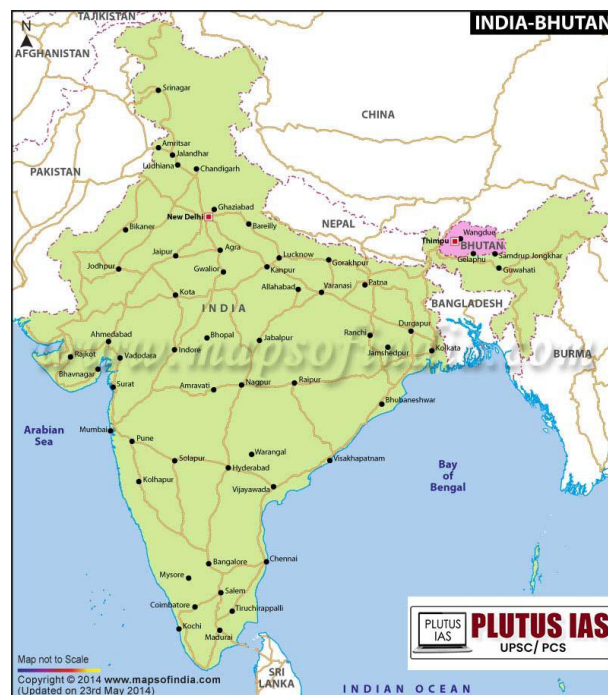 TAJIKISTAN
INDIA-BHUTAN
N
AFGHANISTAN
Srinagar
CHINA
Amritsar
Jalandhar
Ludhiana
Chandigarh
PAKISTAN
Ghaziabad
New Delhi
NEPAL
Bareilly
Bikaner
Wangdue
Thimpu
BHUTAN
Agra
Jaipur
Lucknow
Gorakhpur
Gelaphu
Samdrup Jongkhar
Jodhpur
Gwalior
Kanpur
Guwahati
Allahabad
Varanasi
Patna
Kota
INDIA
BANGLADESH
Ahmedabad
Bhopal
Jabalpur
Ranchi
Durgapur
Rajkot
Vadodara
Indore
Jamshedpur
Kolkata
BURMA
www.mapsofindia.com
Bhavnagar
Surat
Amravati
Nagpur
Raipur
Bhubaneshwar
Arabian
Sea
Mumbai
Pune
Solapur
Warangal
Hyderabad
Visakhapatnam
Bay
of
Bengal
Kolhapur
Vijayawada
Bangalore
Chennai
Mysore
Salem
Coimbatore
Tiruchirappalli
Kochi
Madurai
PLUTUS
IAS
PLUTUS IAS
UPSC/ PCS
Map not to Scale
Copyright © 2014 www.mapsofindia.com
(Updated on 23rd May 2014)
SRI
LANKA
INDIAN OCEAN